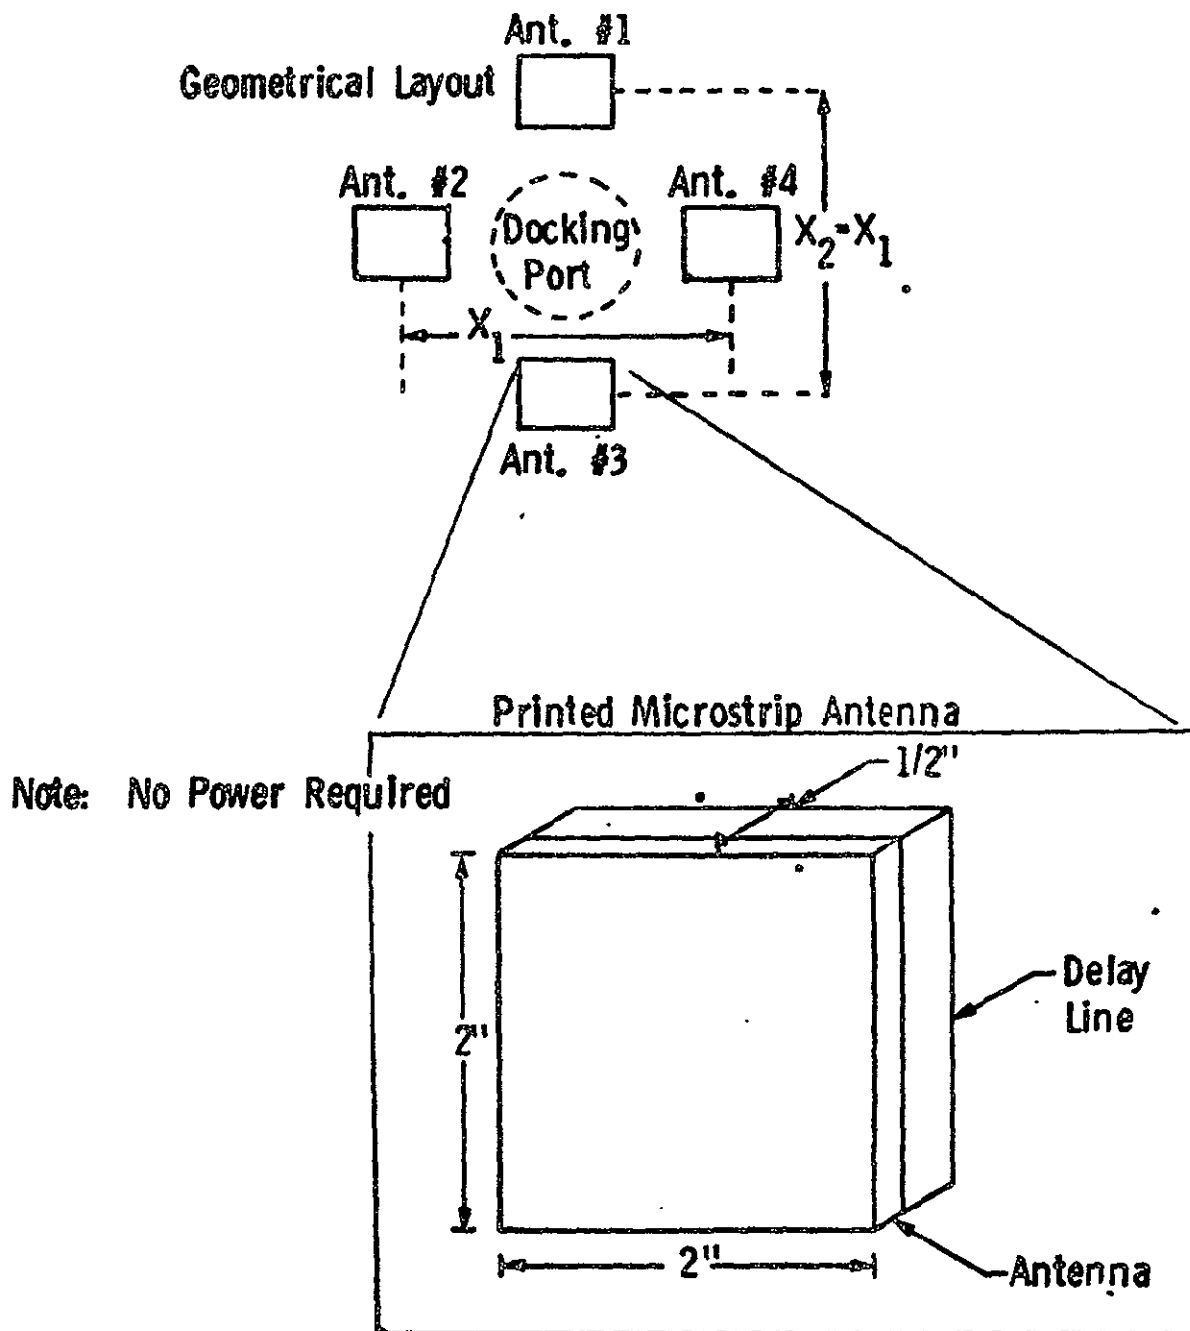 Ant. #1
Geometrical Layout
Ant. #2
Ant. #4
Docking
Port
X₂=X₁
X₁
Ant. #3
Printed Microstrip Antenna
1/2"
Note: No Power Required
Delay
Line
2"
2"
Antenna